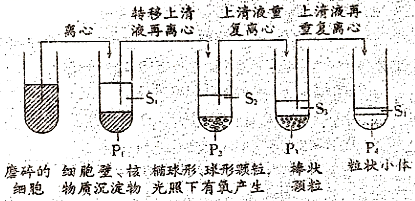 离心
转移上清
液再离心
上清液重
复离心
上清液再
重复离心
S₁
S₂
S₃
S₄
P₁
P₂
P₃
P₄
磨碎的
细胞
细胞壁、核
物质沉淀物
椭球形、球形颗粒,
光照下有氧产生
棒状
颗粒
粒状小体